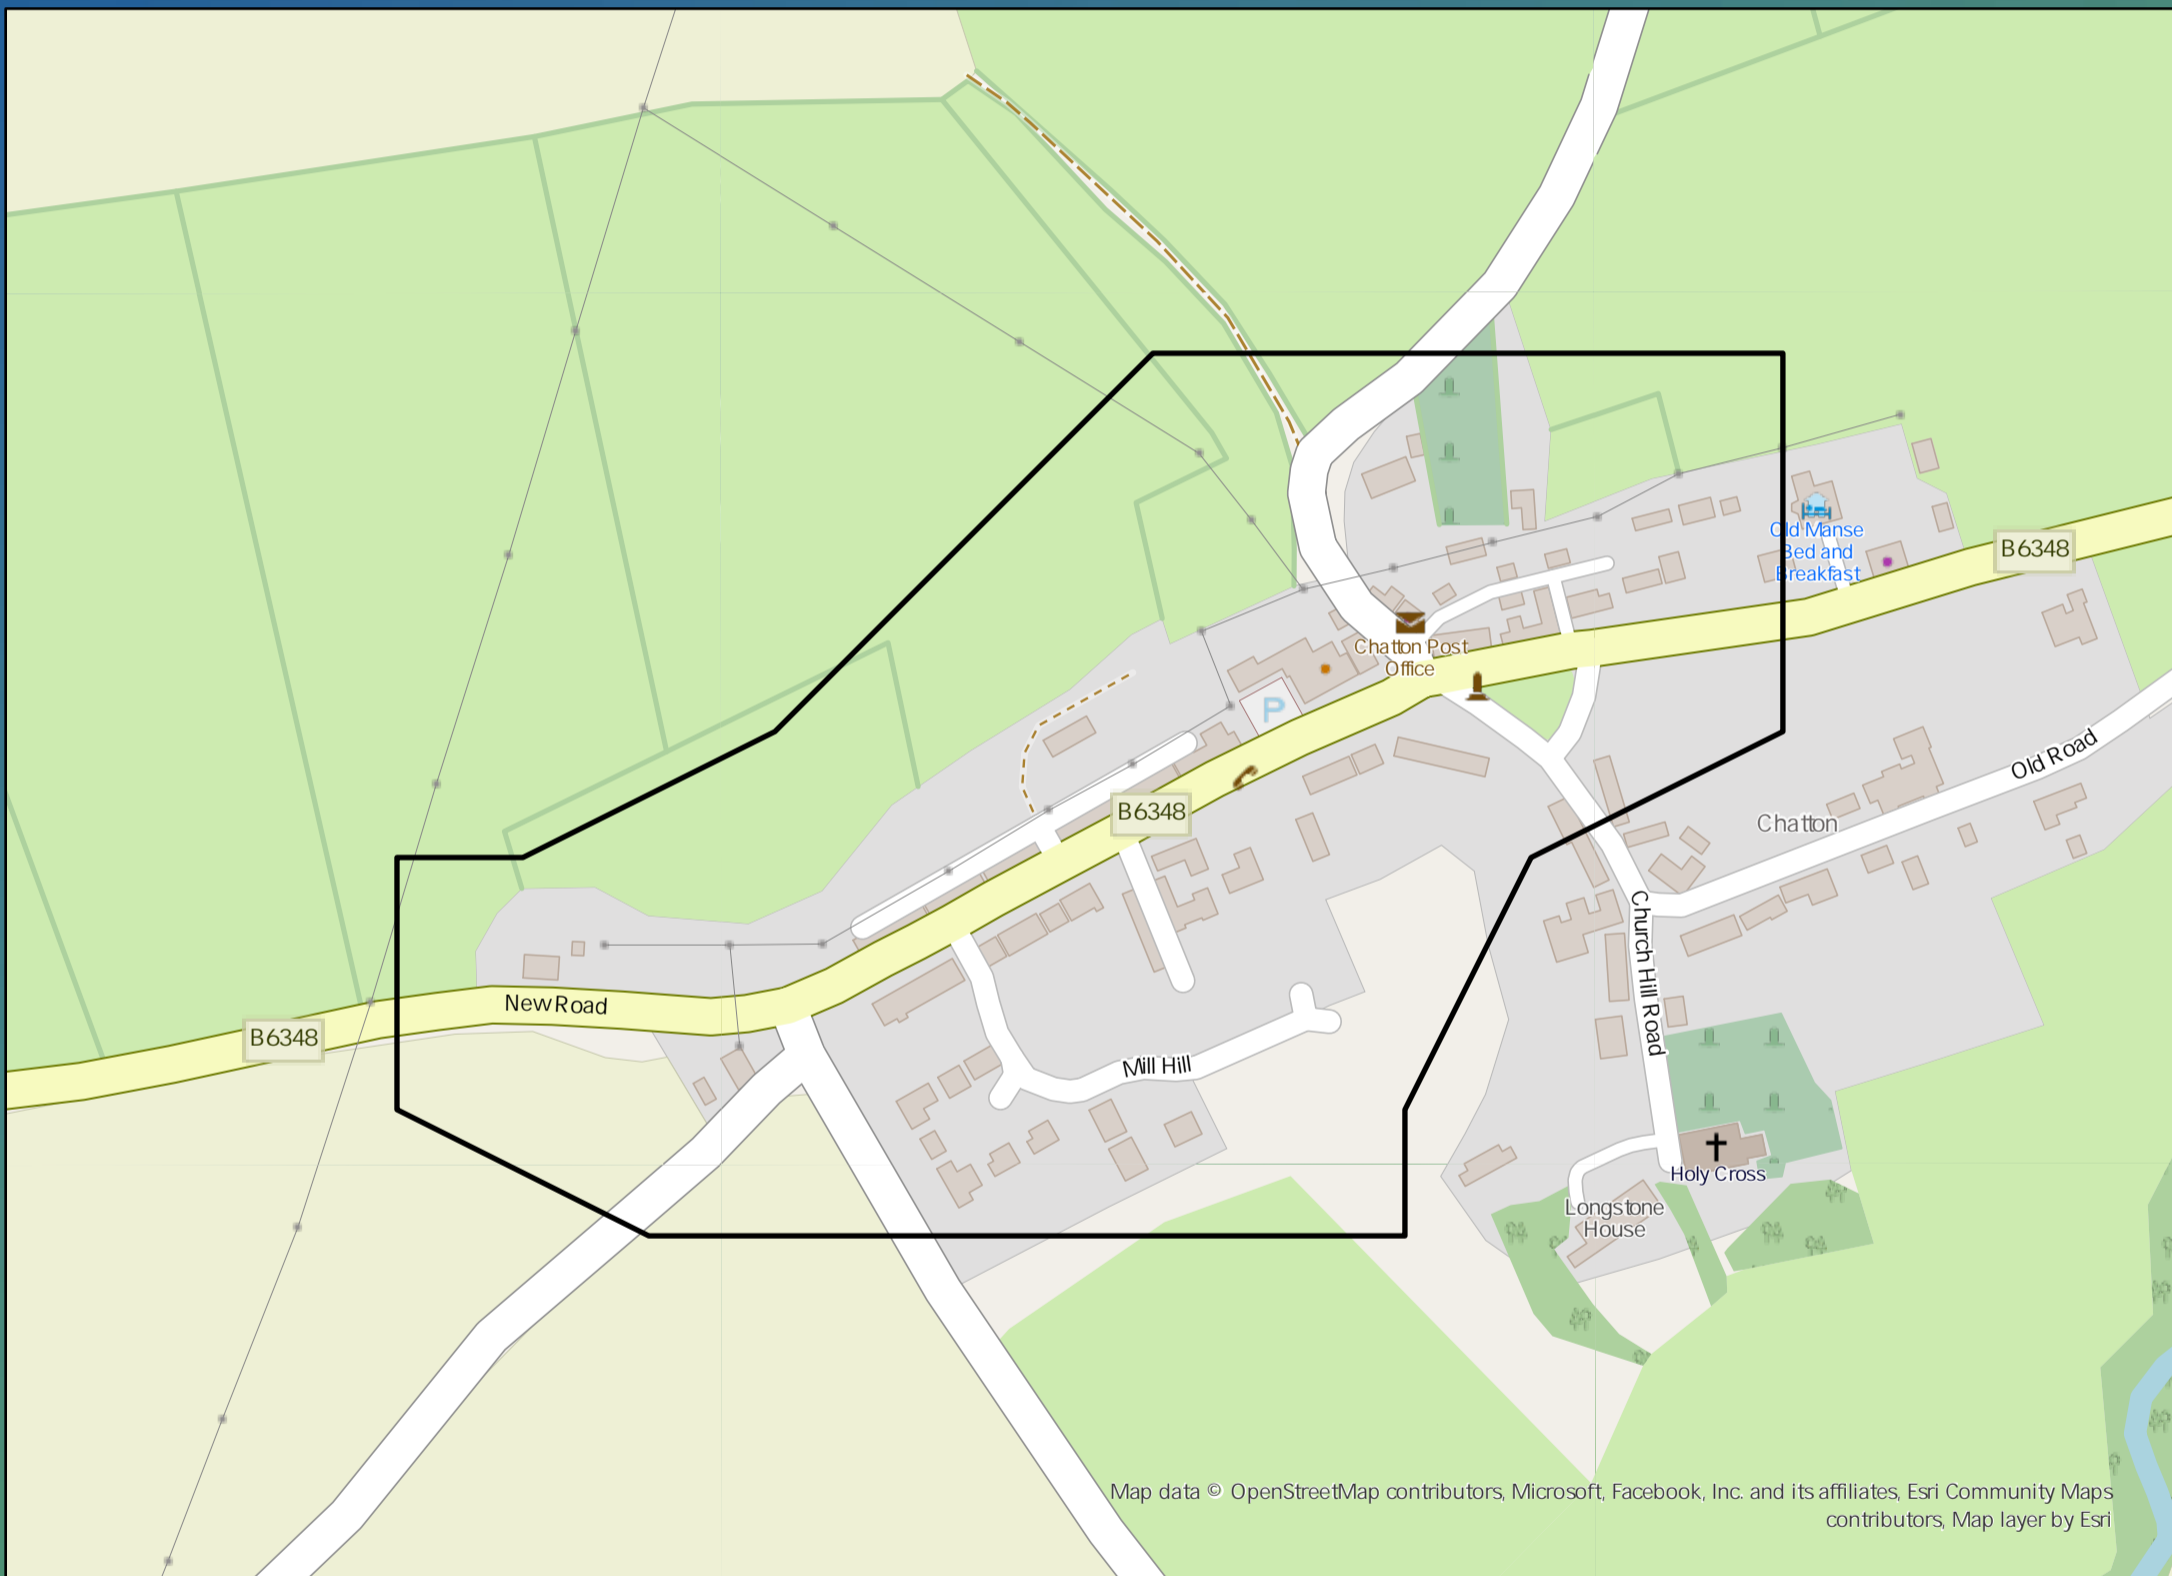 Old Manse
Bed and
Breakfast
B6348
Chatton Post
Office
P
Old Road
B6348
Chatton
New Road
B6348
Church Hill Road
Mill Hill
Holy Cross
Longstone
House
Map data © OpenStreetMap contributors, Microsoft, Facebook, Inc. and its affiliates, Esri Community Maps
contributors, Map layer by Esri